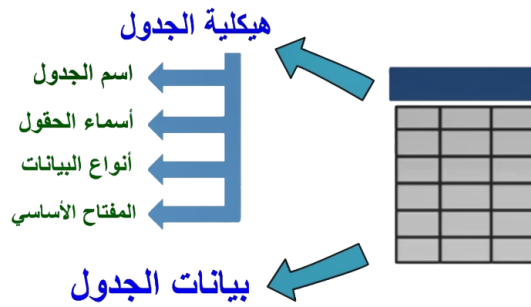 هيكلية الجدول
اسم الجدول
أسماء الحقول
أنواع البيانات
المفتاح الأساسي
بيانات الجدول